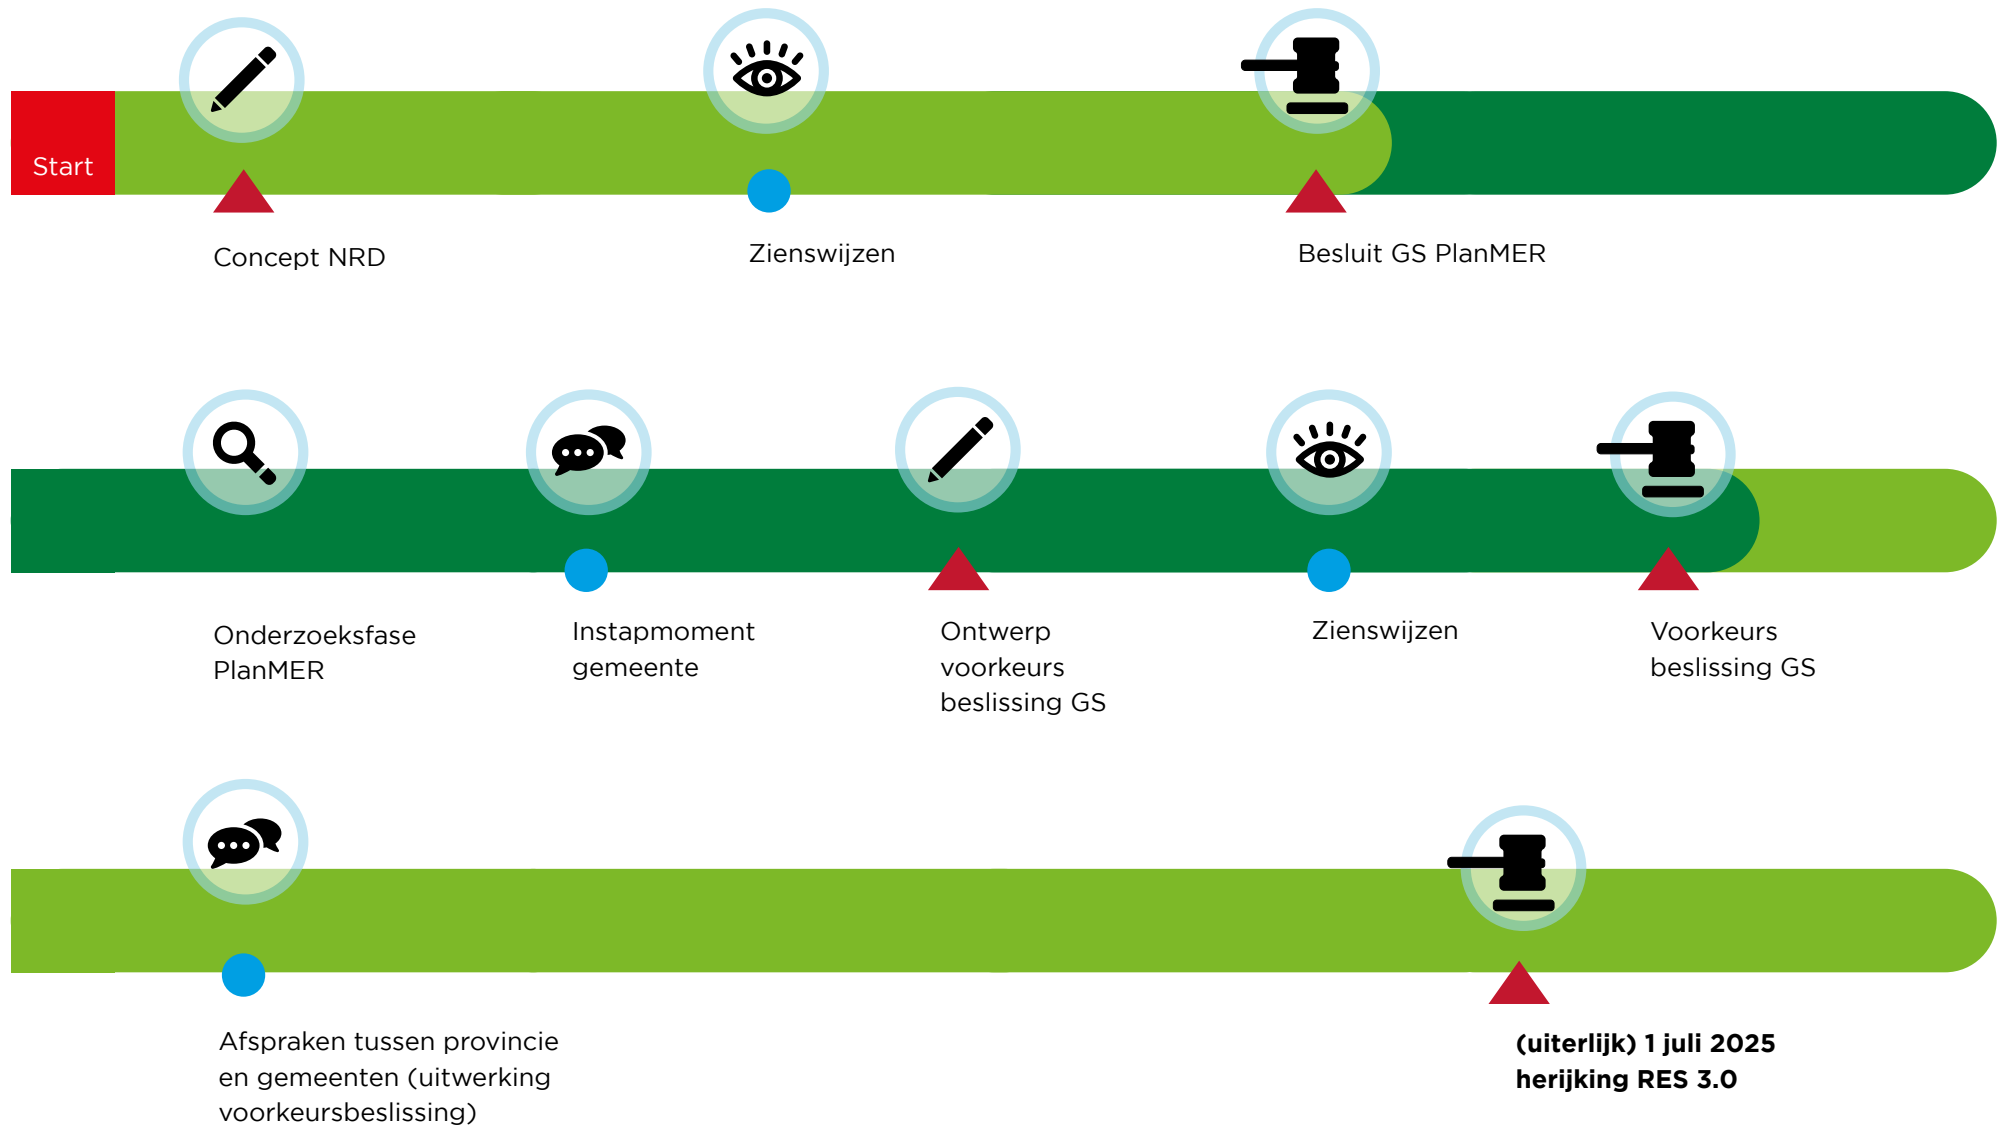 Start
Concept NRD
Zienswijzen
Besluit GS PlanMER
Onderzoeksfase
PlanMER
Instapmoment
gemeente
Ontwerp
voorkeurs
beslissing GS
Zienswijzen
Voorkeurs
beslissing GS
Afspraken tussen provincie
en gemeenten (uitwerking
voorkeursbeslissing)
(uiterlijk) 1 juli 2025
herijking RES 3.0